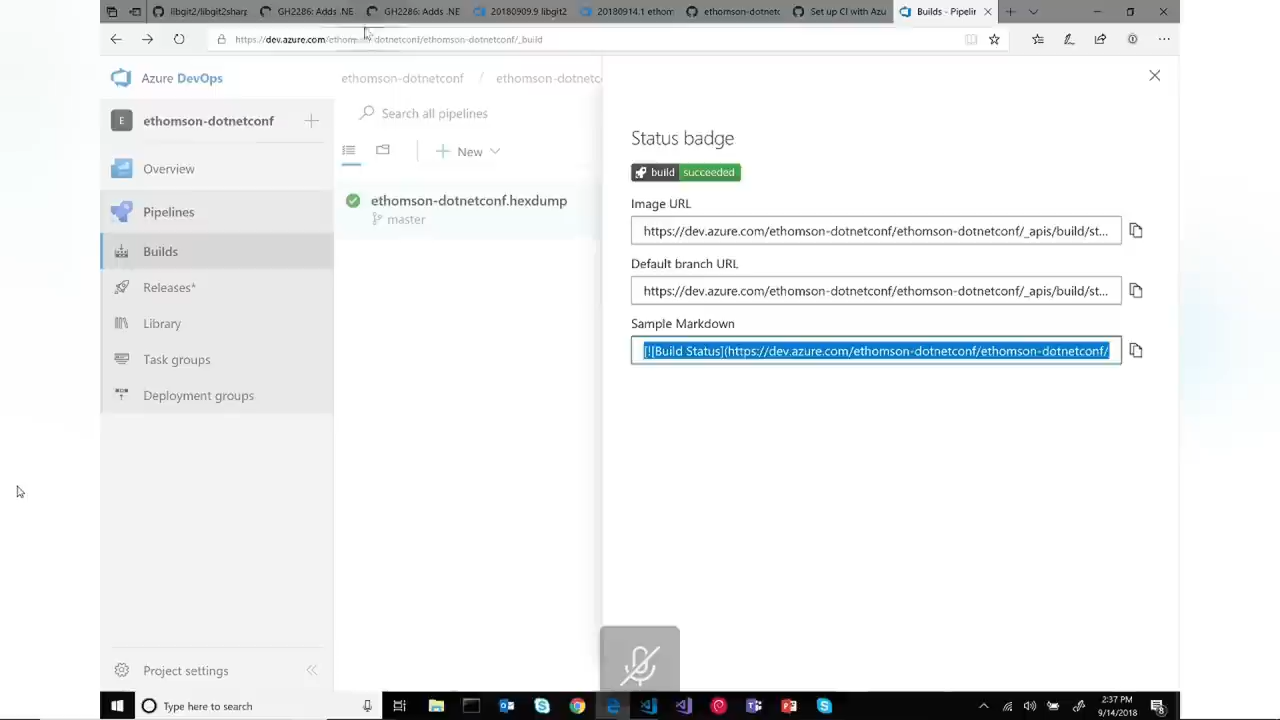 libgit2/libgit2sharp
GH2286: Adds .NE
GH2286: Adds .NE
20180909.9 libgit2
20180914.1 ethom
ethomson-dotnetc
Set up CI with Azu
Builds - Pipelin
https://dev.azure.com/ethomson-dotnetconf/ethomson-dotnetconf/_build
Azure DevOps
ethomson-dotnetconf / ethomson-dotnetc
E
ethomson-dotnetconf
Search all pipelines
New
Overview
Pipelines
Builds
Releases*
Library
Task groups
Deployment groups
Project settings
ethomson-dotnetconf.hexdump
master
Status badge
build succeeded
Image URL
https://dev.azure.com/ethomson-dotnetconf/ethomson-dotnetconf/_apis/build/st...
Default branch URL
https://dev.azure.com/ethomson-dotnetconf/ethomson-dotnetconf/_apis/build/st...
Sample Markdown
[![Build Status](https://dev.azure.com/ethomson-dotnetconf/ethomson-dotnetconf/
Type here to search
2:37 PM
9/14/2018
8